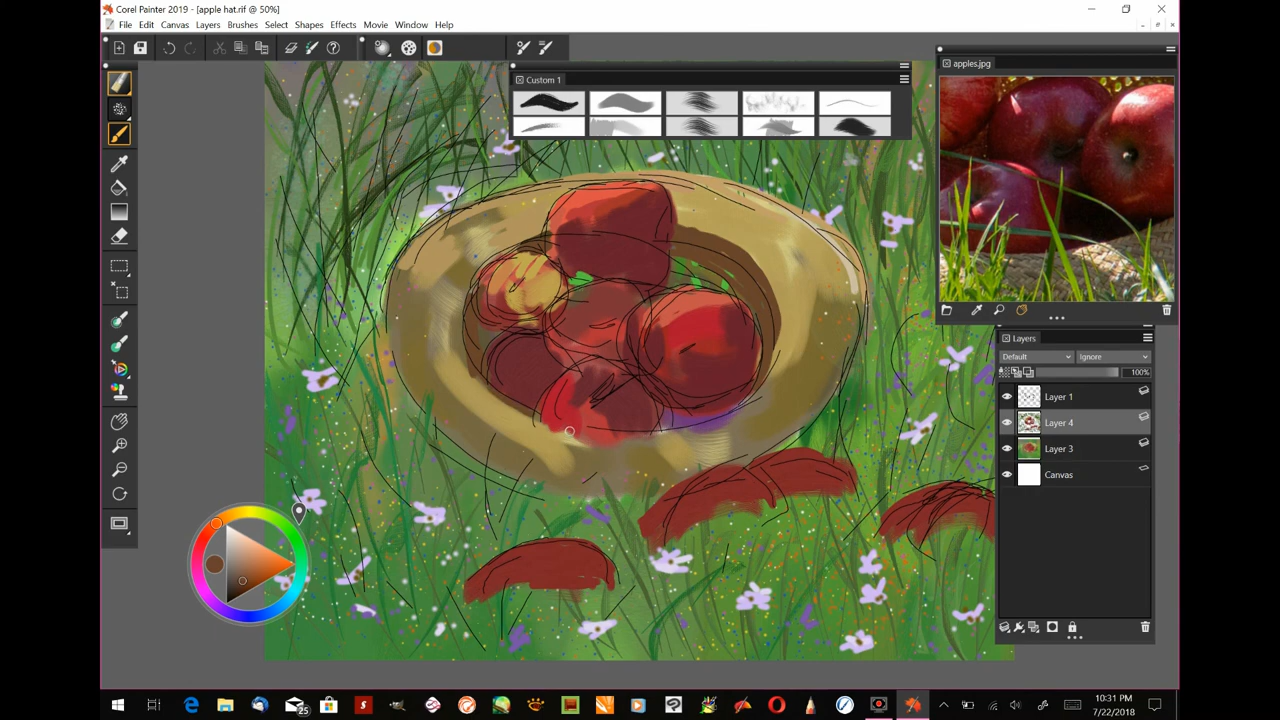 Corel Painter 2019 - [apple hat.rif @ 50%]
File Edit Canvas Layers Brushes Select Shapes Effects Movie Window Help
Custom 1
apples.jpg
Layers
Default Ignore
100%
Layer 1
Layer 4
Layer 3
Canvas
25
10:31 PM
7/22/2018